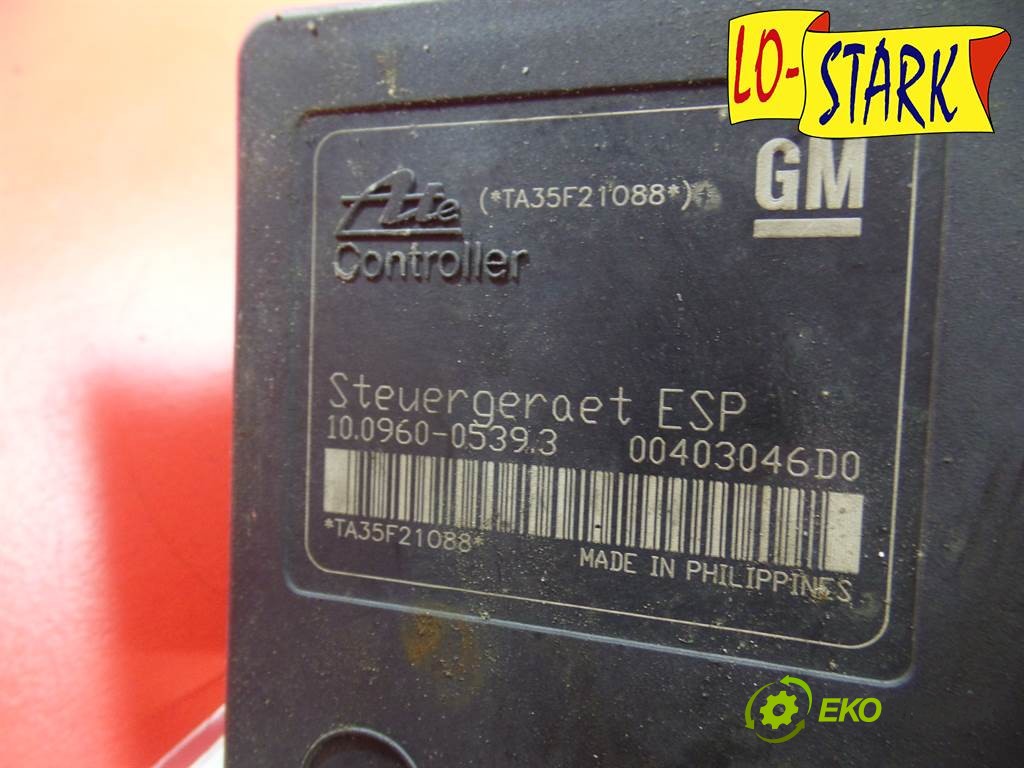 LO-STARK
Ate (*TA35F21088*)
GM
Controller
Steuergeraet ESP
10.0960-0539.3 00403046D0
*TA35F21088*
MADE IN PHILIPPINES
EKO